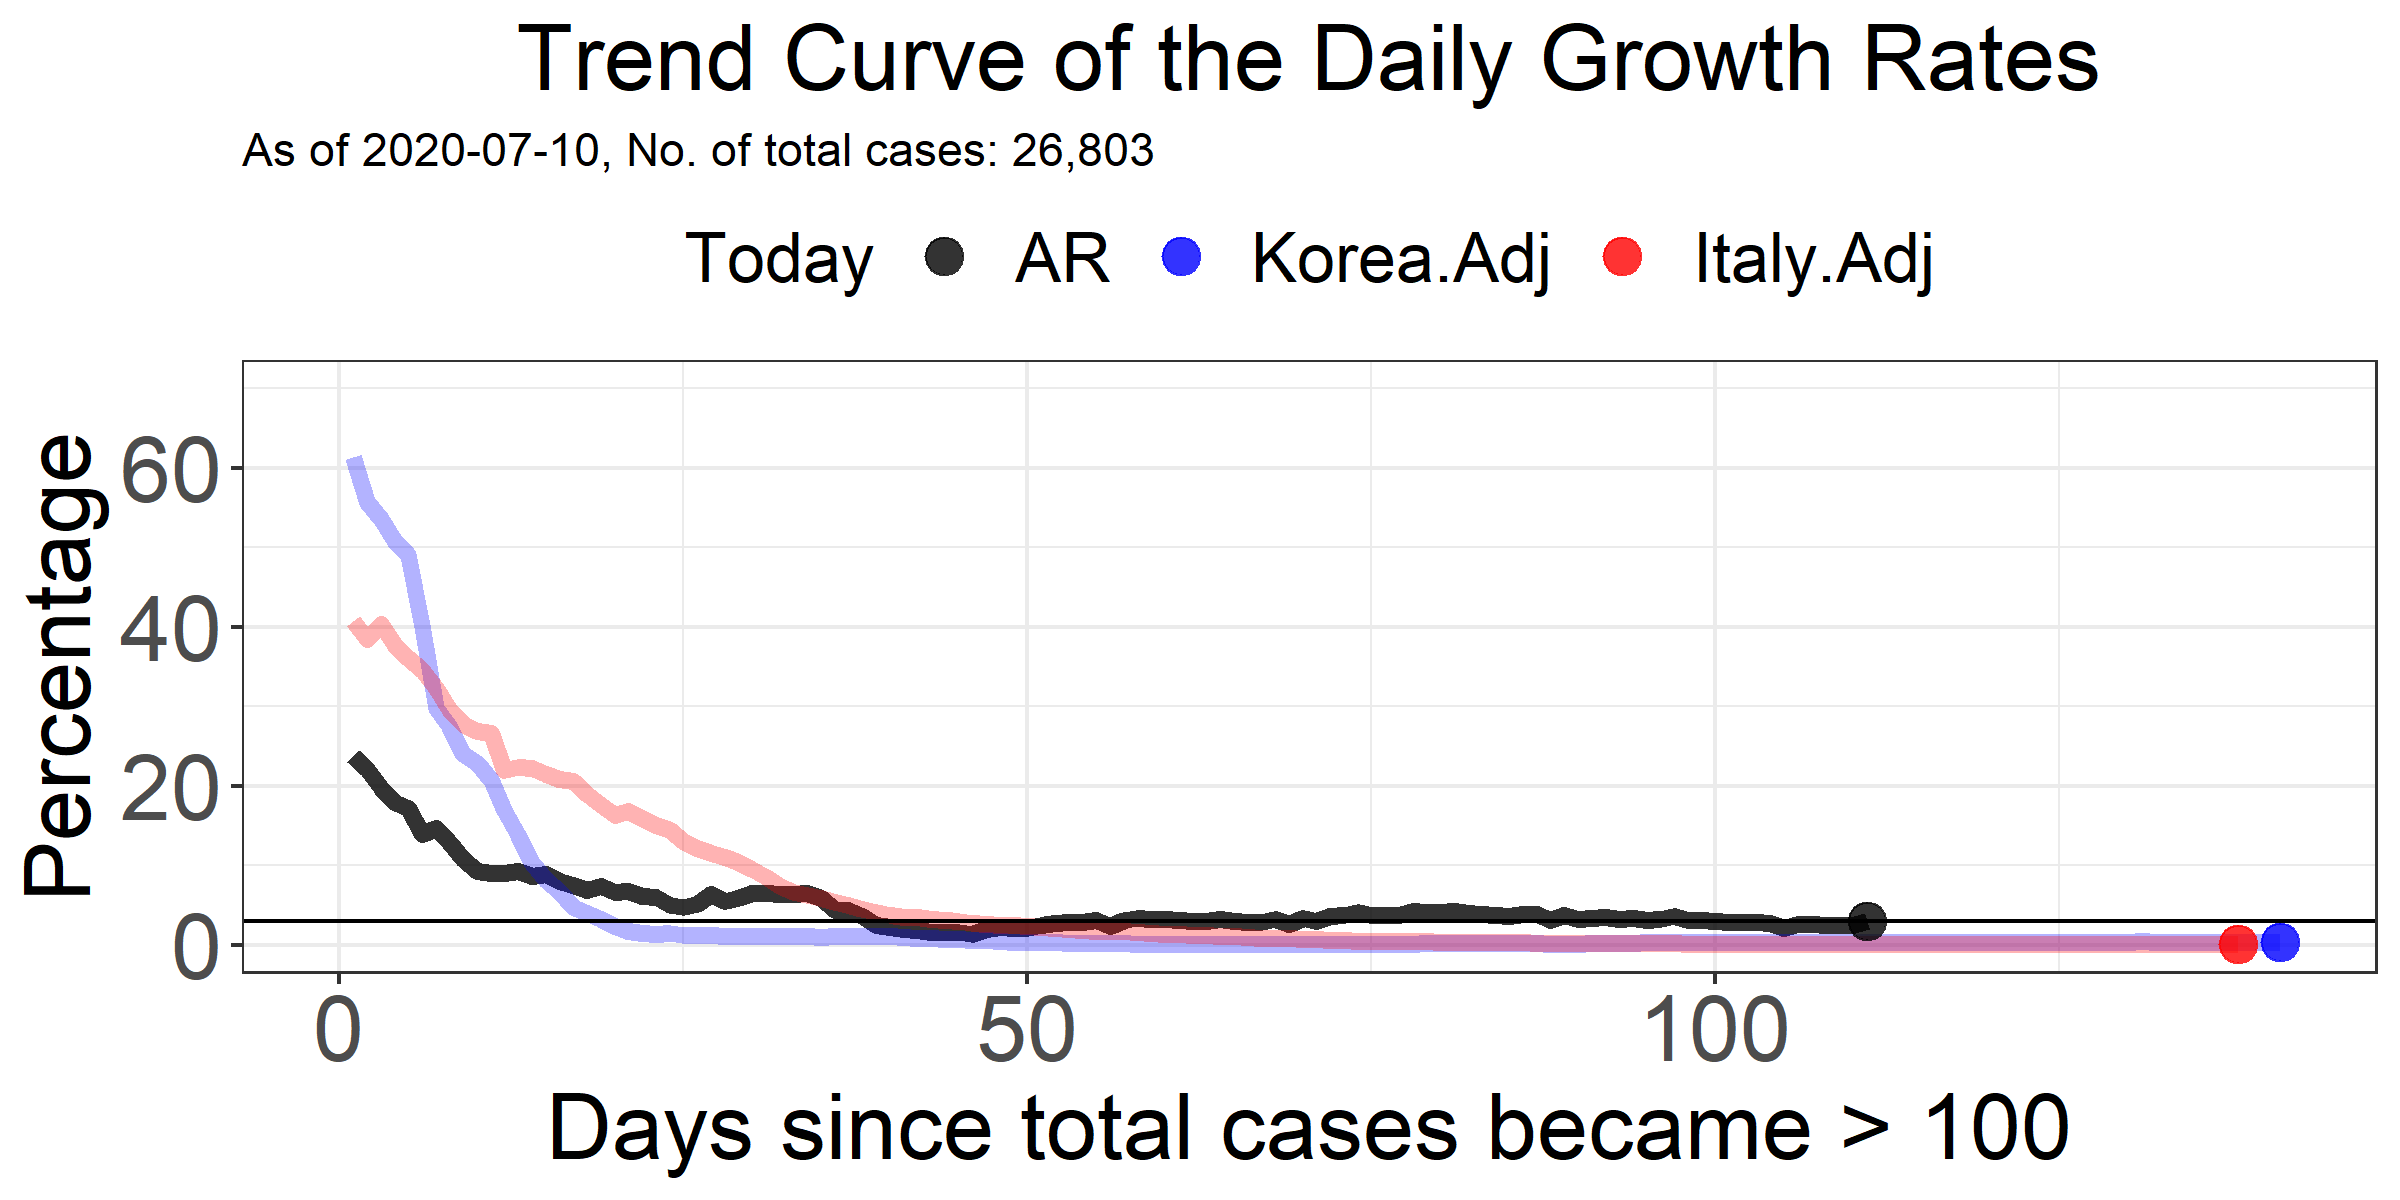 Trend Curve of the Daily Growth Rates
As of 2020-07-10, No. of total cases: 26,803
Today AR Korea.Adj Italy.Adj
Percentage
60
40
20
0
0 50 100
Days since total cases became > 100